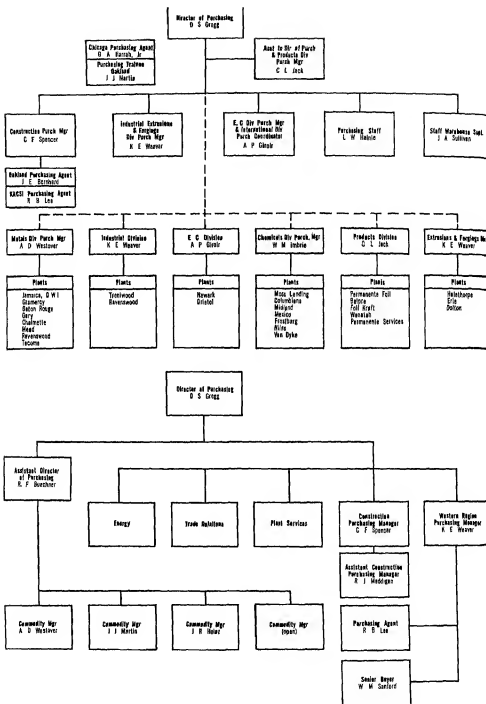 Director of Purchasing
D S Gregg
Chicago Purchasing Agent
G A Harrah, Jr
Purchasing Trainee
Oakland
J J Martin
Asst to Dir of Purch
& Products Div
Purch Mgr
C L Jack
Construction Purch Mgr
C F Spencer
Industrial Extrusions
& Forgings
Div Purch Mgr
K E Weaver
E. C Div Purch Mgr
& International Div
Purch Coordinator
A P Giroir
Purchasing Staff
L W Hainle
Staff Warehouse Supt.
J A Sullivan
Oakland Purchasing Agent
J E Bernhard
KACSI Purchasing Agent
R B Lee
Metals Div Purch Mgr
A D Westover
Industrial Division
K E Weaver
E C Division
A P Giroir
Chemicals Div Purch. Mgr
W M Imbrie
Products Division
C L Jack
Extrusions & Forgings Mgr
K E Weaver
Plants
Jamaica, D W I
Gramercy
Baton Rouge
Gary
Chalmette
Mead
Ravenswood
Tacoma
Plants
Trentwood
Ravenswood
Plants
Newark
Bristol
Plants
Moss Landing
Columbiana
Midland
Mexico
Frostburg
Niles
Van Dyke
Plants
Permanente Foil
Belpre
Foil Kraft
Wanatah
Permanente Services
Plants
Halethorpe
Erie
Dolton
Director of Purchasing
D S Gregg
Assistant Director
of Purchasing
R. F Buechner
Energy
Trade Relations
Plant Services
Construction
Purchasing Manager
C F Spencer
Western Region
Purchasing Manager
K E Weaver
Assistant Construction
Purchasing Manager
R J Maddigan
Commodity Mgr
A D Westover
Commodity Mgr
J J Martin
Commodity Mgr
J R Heinz
Commodity Mgr
(open)
Purchasing Agent
R B Lee
Senior Buyer
W M Sanford